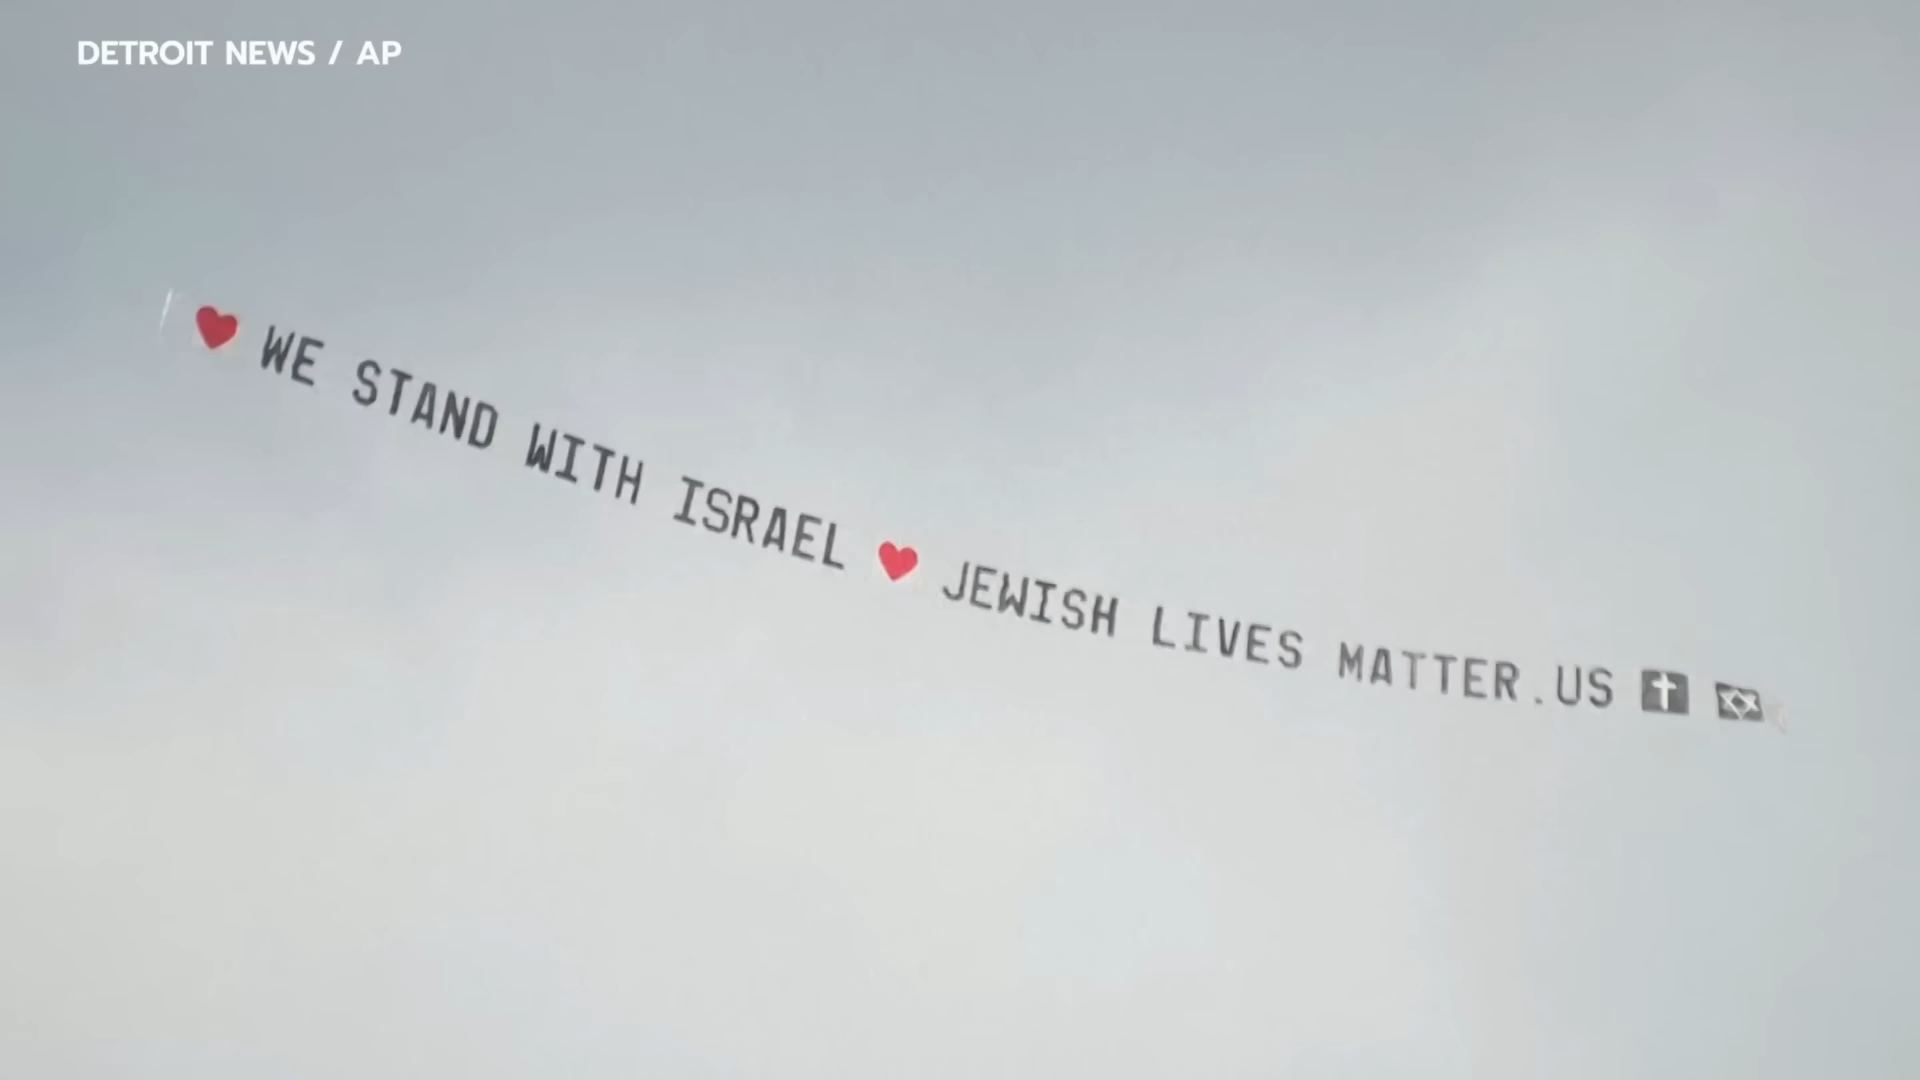 DETROIT NEWS / AP
❤ WE STAND WITH ISRAEL ❤ JEWISH LIVES MATTER.US ✝ ✡